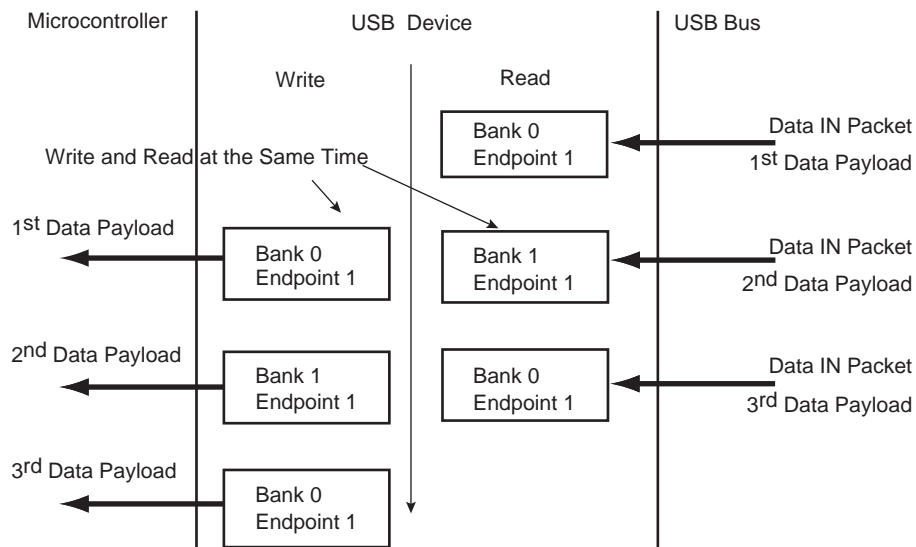 Microcontroller
USB Device
USB Bus
Write
Read
Bank 0
Endpoint 1
Data IN Packet
1st Data Payload
Write and Read at the Same Time
1st Data Payload
Bank 0
Endpoint 1
Bank 1
Endpoint 1
Data IN Packet
2nd Data Payload
2nd Data Payload
Bank 1
Endpoint 1
Bank 0
Endpoint 1
Data IN Packet
3rd Data Payload
3rd Data Payload
Bank 0
Endpoint 1